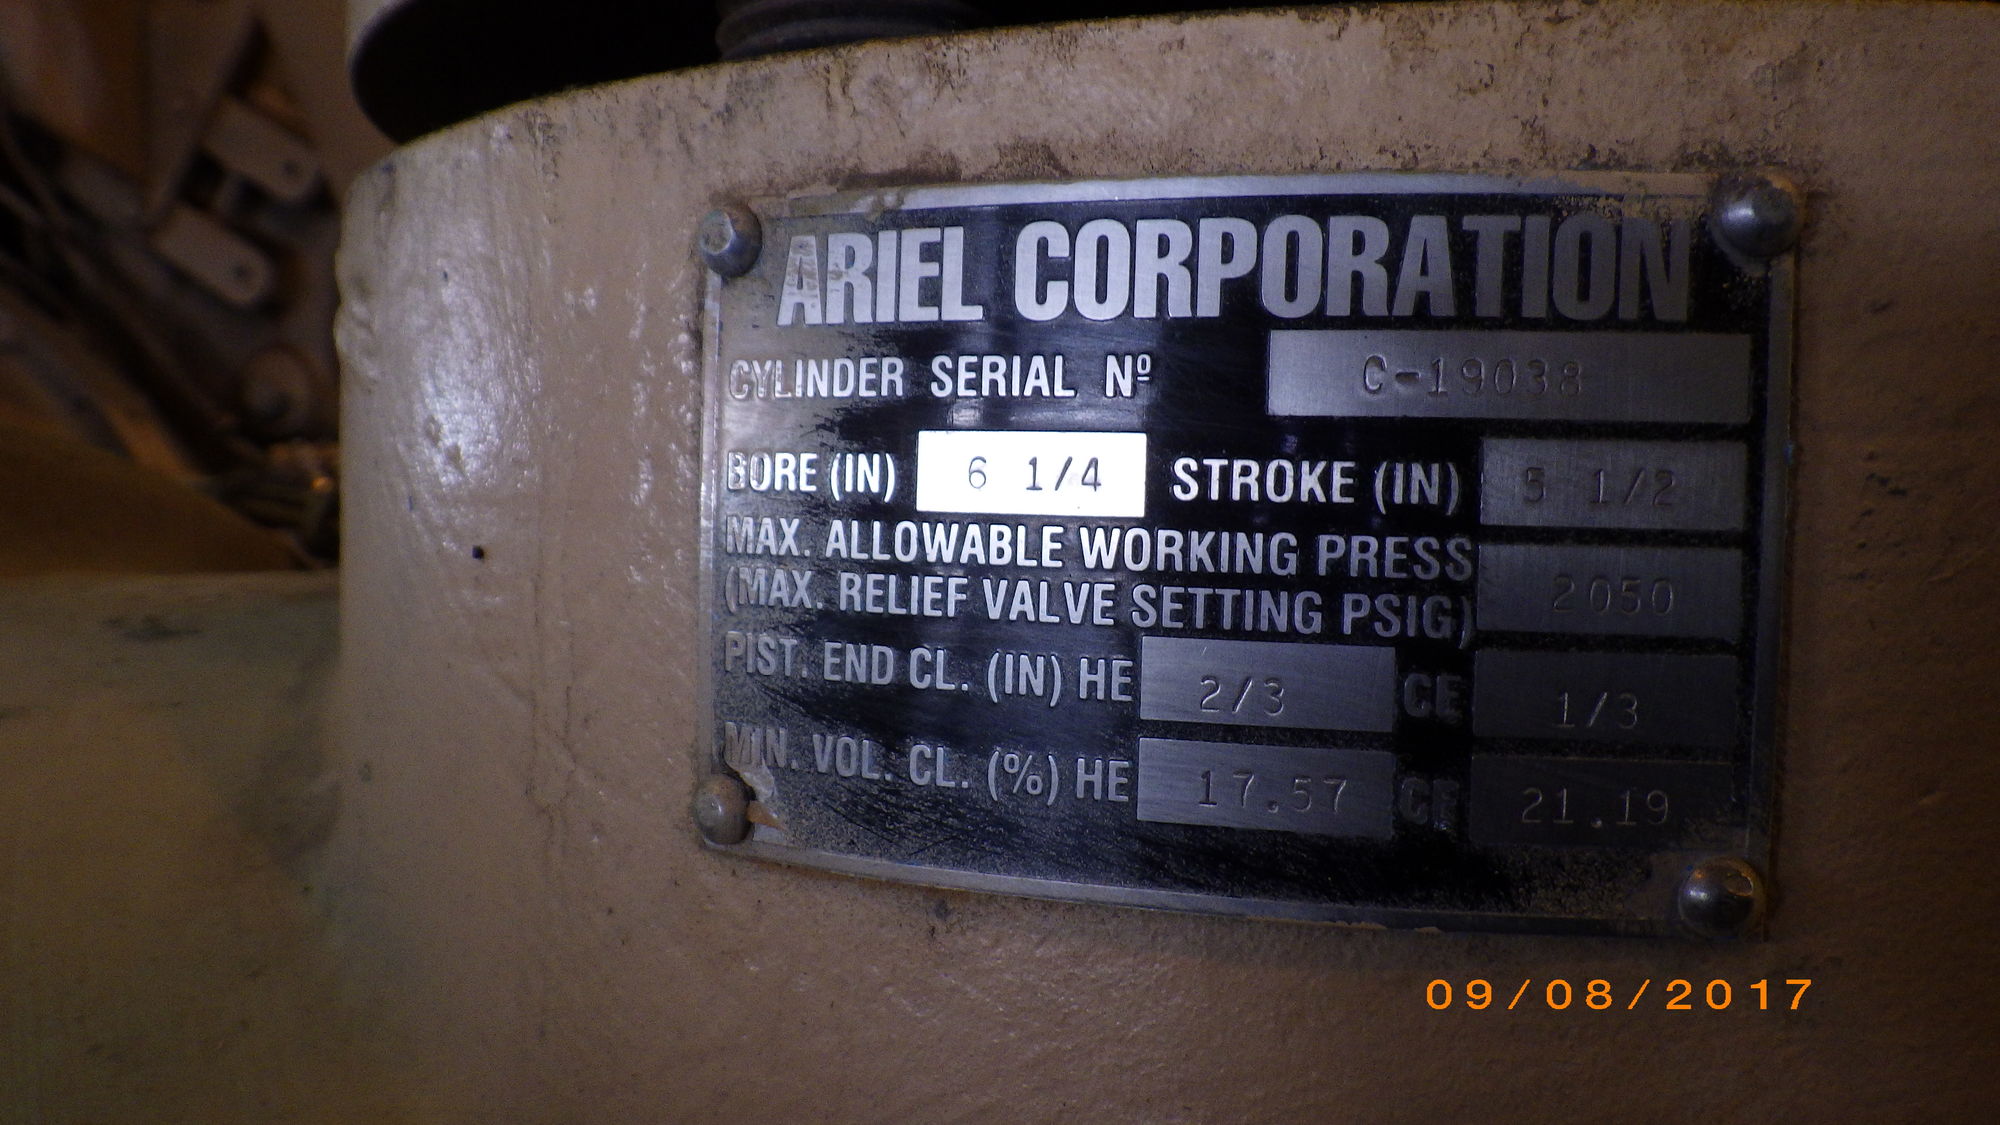 ARIEL CORPORATION
CYLINDER SERIAL Nº C-19038
BORE (IN) 6 1/4 STROKE (IN) 5 1/2
MAX. ALLOWABLE WORKING PRESS
(MAX. RELIEF VALVE SETTING PSIG) 2050
PIST. END CL. (IN) HE 2/3 CE 1/3
MIN. VOL. CL. (%) HE 17.57 CE 21.19
09/08/2017